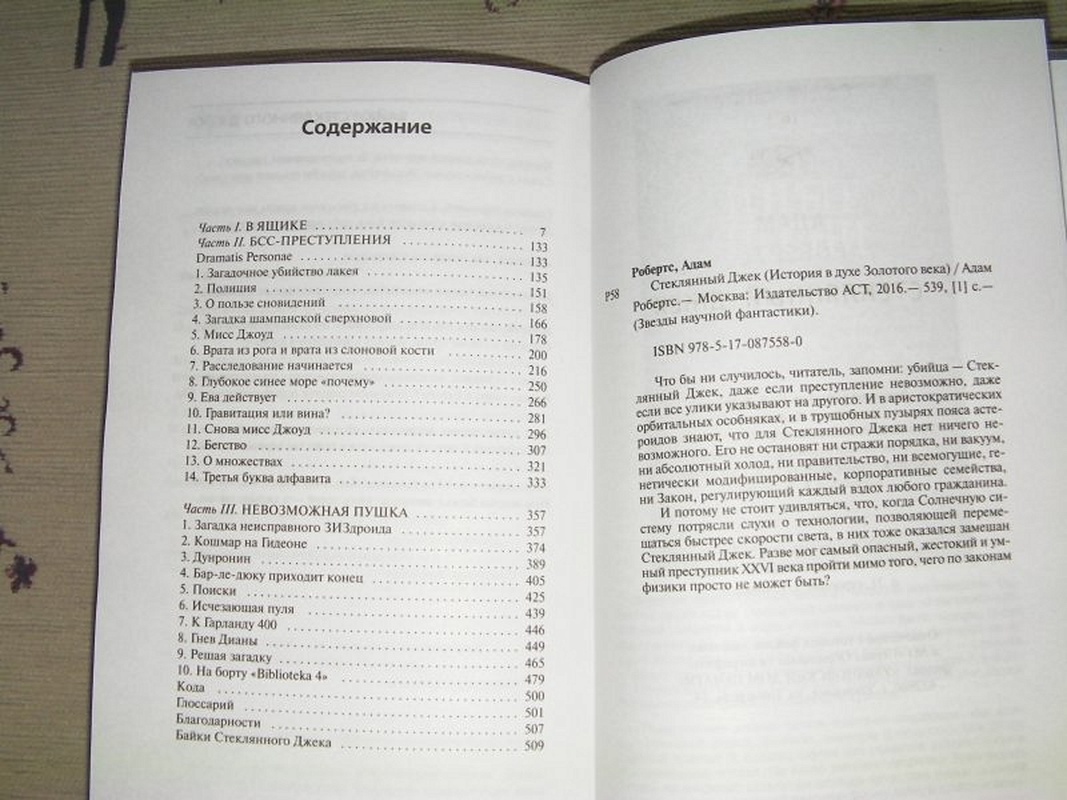 Содержание
Часть I. В ЯЩИКЕ ........ 7
Часть II. БСС-ПРЕСТУПЛЕНИЯ ........ 133
Dramatis Personae ........ 133
1. Загадочное убийство лакея ........ 135
2. Полиция ........ 151
3. О пользе сновидений ........ 158
4. Загадка шампанской сверхновой ........ 166
5. Мисс Джоуд ........ 178
6. Врата из рога и врата из слоновой кости ........ 200
7. Расследование начинается ........ 216
8. Глубокое синее море «почему» ........ 250
9. Ева действует ........ 266
10. Гравитация или вина? ........ 281
11. Снова мисс Джоуд ........ 296
12. Бегство ........ 307
13. О множествах ........ 321
14. Третья буква алфавита ........ 333
Часть III. НЕВОЗМОЖНАЯ ПУШКА ........ 357
1. Загадка неисправного ЗИЗдроида ........ 357
2. Кошмар на Гидеоне ........ 374
3. Дунронин ........ 389
4. Бар-ле-дюку приходит конец ........ 405
5. Поиски ........ 425
6. Исчезающая пуля ........ 439
7. К Гарланду 400 ........ 446
8. Гнев Дианы ........ 449
9. Решая загадку ........ 465
10. На борту «Biblioteka 4» ........ 479
Кода ........ 500
Глоссарий ........ 501
Благодарности ........ 507
Байки Стеклянного Джека ........ 509
Робертс, Адам
Р58 Стеклянный Джек (История в духе Золотого века) / Адам
Робертс.— Москва: Издательство АСТ, 2016.— 539, [1] с.—
(Звезды научной фантастики).
ISBN 978-5-17-087558-0
Что бы ни случилось, читатель, запомни: убийца — Стек-
лянный Джек, даже если преступление невозможно, даже
если все улики указывают на другого. И в аристократических
орбитальных особняках, и в трущобных пузырях пояса асте-
роидов знают, что для Стеклянного Джека нет ничего не-
возможного. Его не остановят ни стражи порядка, ни вакуум,
ни абсолютный холод, ни правительство, ни всемогущие, ге-
нетически модифицированные, корпоративные семейства,
ни Закон, регулирующий каждый вздох любого гражданина.
И потому не стоит удивляться, что, когда Солнечную си-
стему потрясли слухи о технологии, позволяющей переме-
щаться быстрее скорости света, в них тоже оказался замешан
Стеклянный Джек. Разве мог самый опасный, жестокий и ум-
ный преступник XXVI века пройти мимо того, чего по законам
физики просто не может быть?